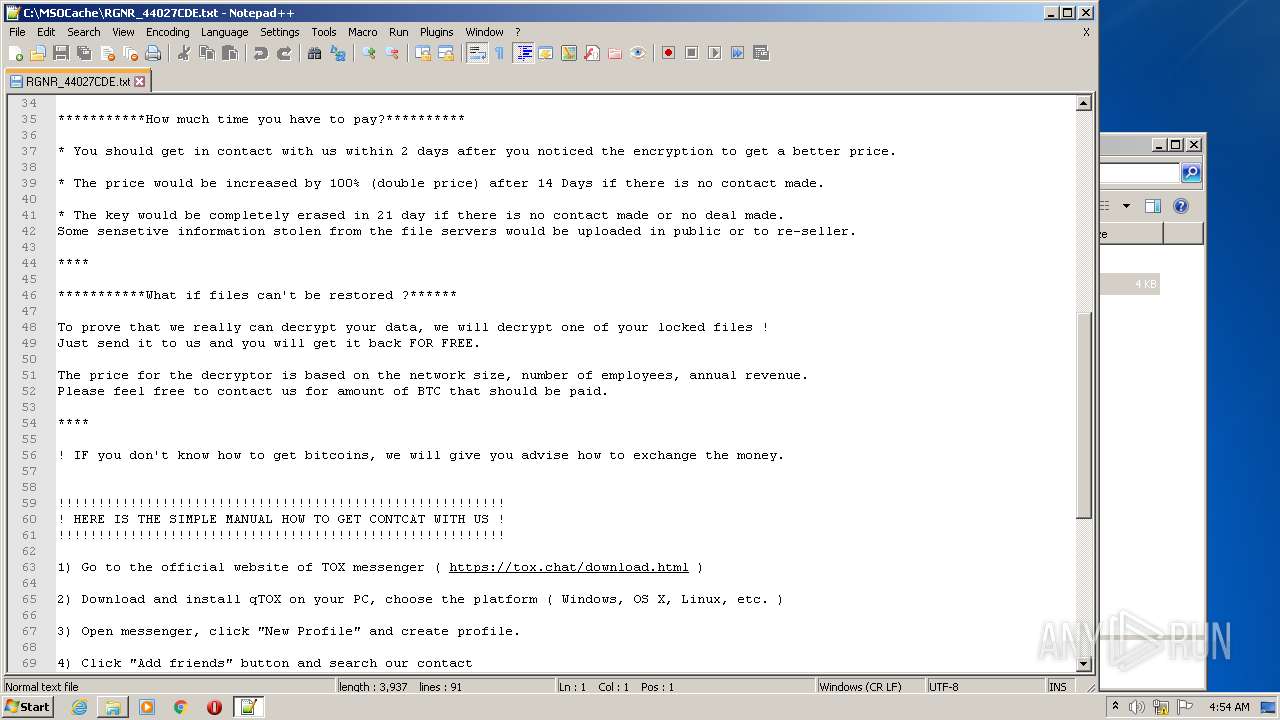 C:\MSOCache\RGNR_44027CDE.txt - Notepad++
File Edit Search View Encoding Language Settings Tools Macro Run Plugins Window ? X
RGNR_44027CDE.txt
34
35 ***********How much time you have to pay?**********
36
37 * You should get in contact with us within 2 days after you noticed the encryption to get a better price.
38
39 * The price would be increased by 100% (double price) after 14 Days if there is no contact made.
40
41 * The key would be completely erased in 21 day if there is no contact made or no deal made.
42 Some sensetive information stolen from the file servers would be uploaded in public or to re-seller.
43
44 ****
45
46 ***********What if files can't be restored ?******
47
48 To prove that we really can decrypt your data, we will decrypt one of your locked files !
49 Just send it to us and you will get it back FOR FREE.
50
51 The price for the decryptor is based on the network size, number of employees, annual revenue.
52 Please feel free to contact us for amount of BTC that should be paid.
53
54 ****
55
56 ! IF you don't know how to get bitcoins, we will give you advise how to exchange the money.
57
58
59 !!!!!!!!!!!!!!!!!!!!!!!!!!!!!!!!!!!!!!!!!!!!!!!!!!!!!!!!
60 ! HERE IS THE SIMPLE MANUAL HOW TO GET CONTCAT WITH US !
61 !!!!!!!!!!!!!!!!!!!!!!!!!!!!!!!!!!!!!!!!!!!!!!!!!!!!!!!!
62
63 1) Go to the official website of TOX messenger ( https://tox.chat/download.html )
64
65 2) Download and install qTOX on your PC, choose the platform ( Windows, OS X, Linux, etc. )
66
67 3) Open messenger, click "New Profile" and create profile.
68
69 4) Click "Add friends" button and search our contact
4 KB
ANY RUN
Normal text file length : 3,937 lines : 91 Ln : 1 Col : 1 Pos : 1 Windows (CR LF) UTF-8 INS
Start 4:54 AM